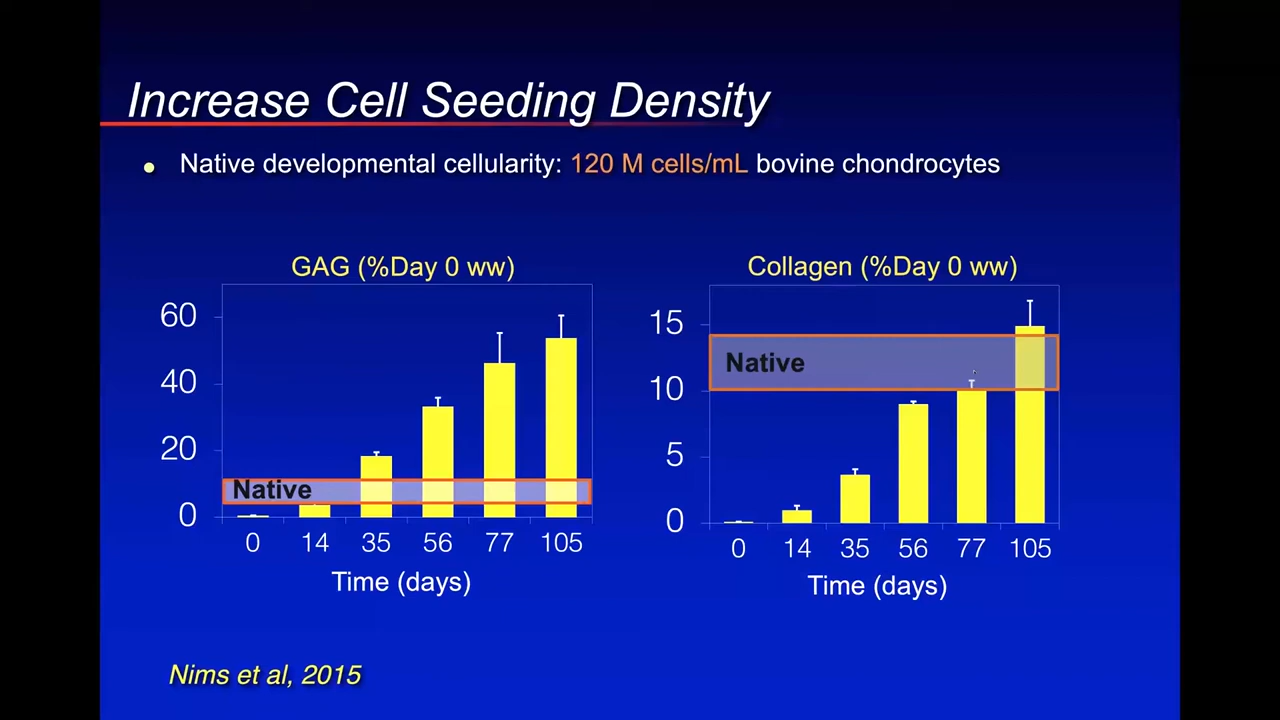 Increase Cell Seeding Density
• Native developmental cellularity: 120 M cells/mL bovine chondrocytes
GAG (%Day 0 ww)
60
40
20
0
Native
0 14 35 56 77 105
Time (days)
Collagen (%Day 0 ww)
15
10
5
0
Native
0 14 35 56 77 105
Time (days)
Nims et al, 2015